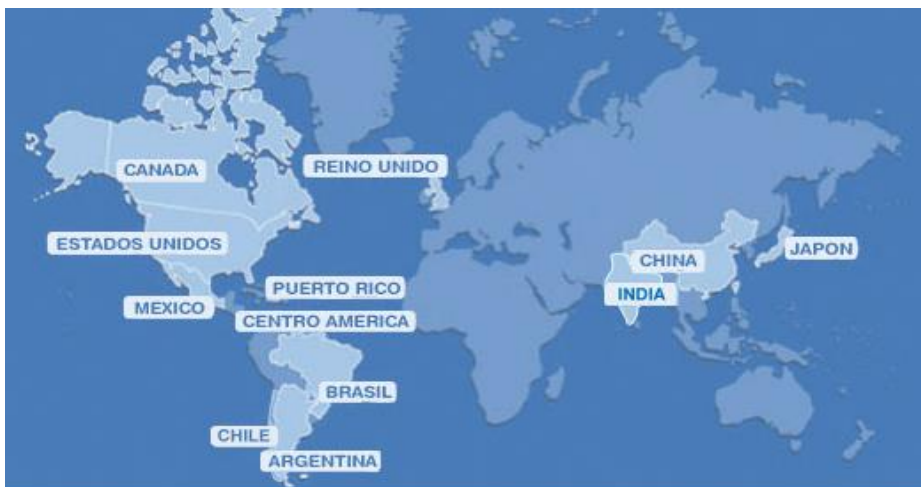 CANADA
REINO UNIDO
ESTADOS UNIDOS
CHINA
JAPON
PUERTO RICO
INDIA
MEXICO
CENTRO AMERICA
BRASIL
CHILE
ARGENTINA